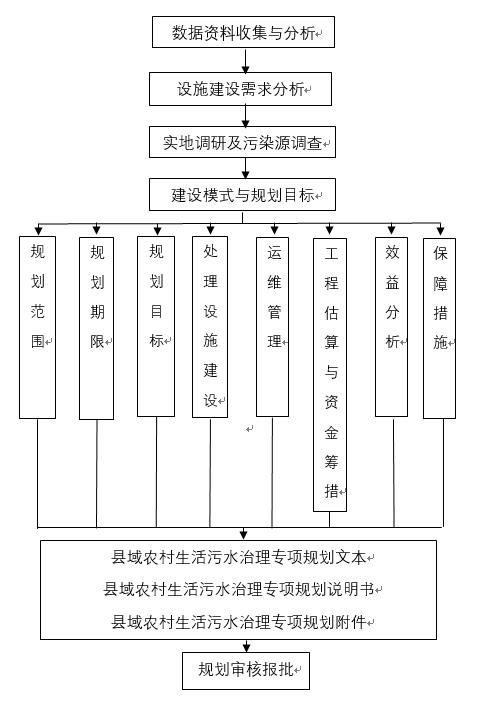 数据资料收集与分析
设施建设需求分析
实地调研及污染源调查
建设模式与规划目标
规划范围
规划期限
规划目标
处理设施建设
运维管理
工程估算与资金筹措
效益分析
保障措施
县域农村生活污水治理专项规划文本
县域农村生活污水治理专项规划说明书
县域农村生活污水治理专项规划附件
规划审核报批